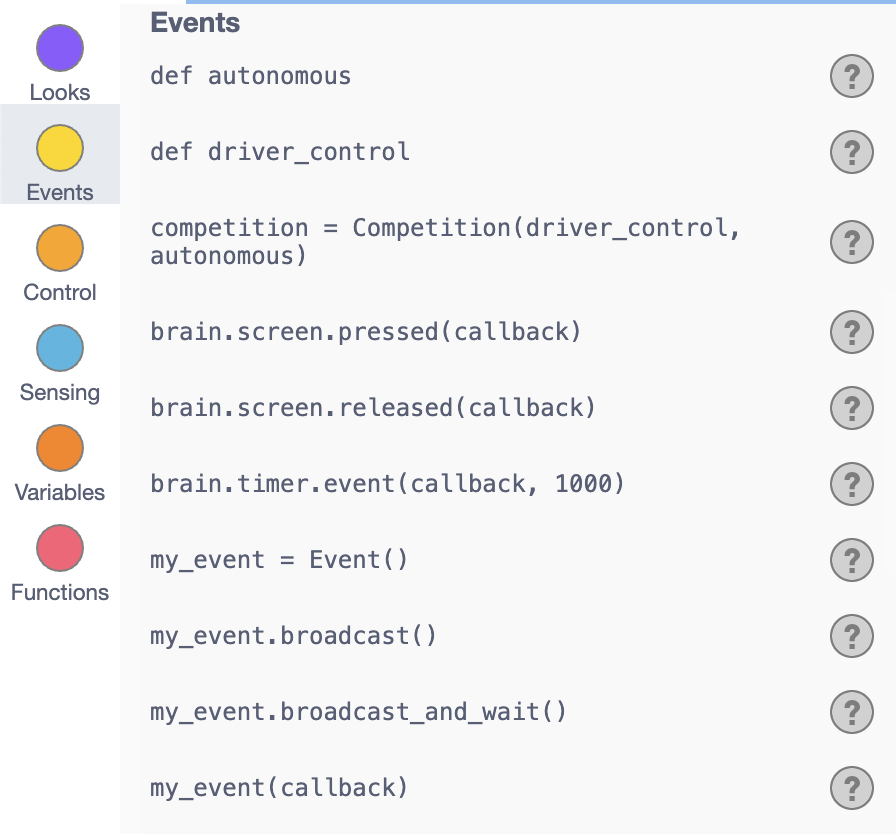 Looks
Events
Control
Sensing
Variables
Functions
Events
def autonomous
?
def driver_control
?
competition = Competition(driver_control,
autonomous)
?
brain.screen.pressed(callback)
?
brain.screen.released(callback)
?
brain.timer.event(callback, 1000)
?
my_event = Event()
?
my_event.broadcast()
?
my_event.broadcast_and_wait()
?
my_event(callback)
?